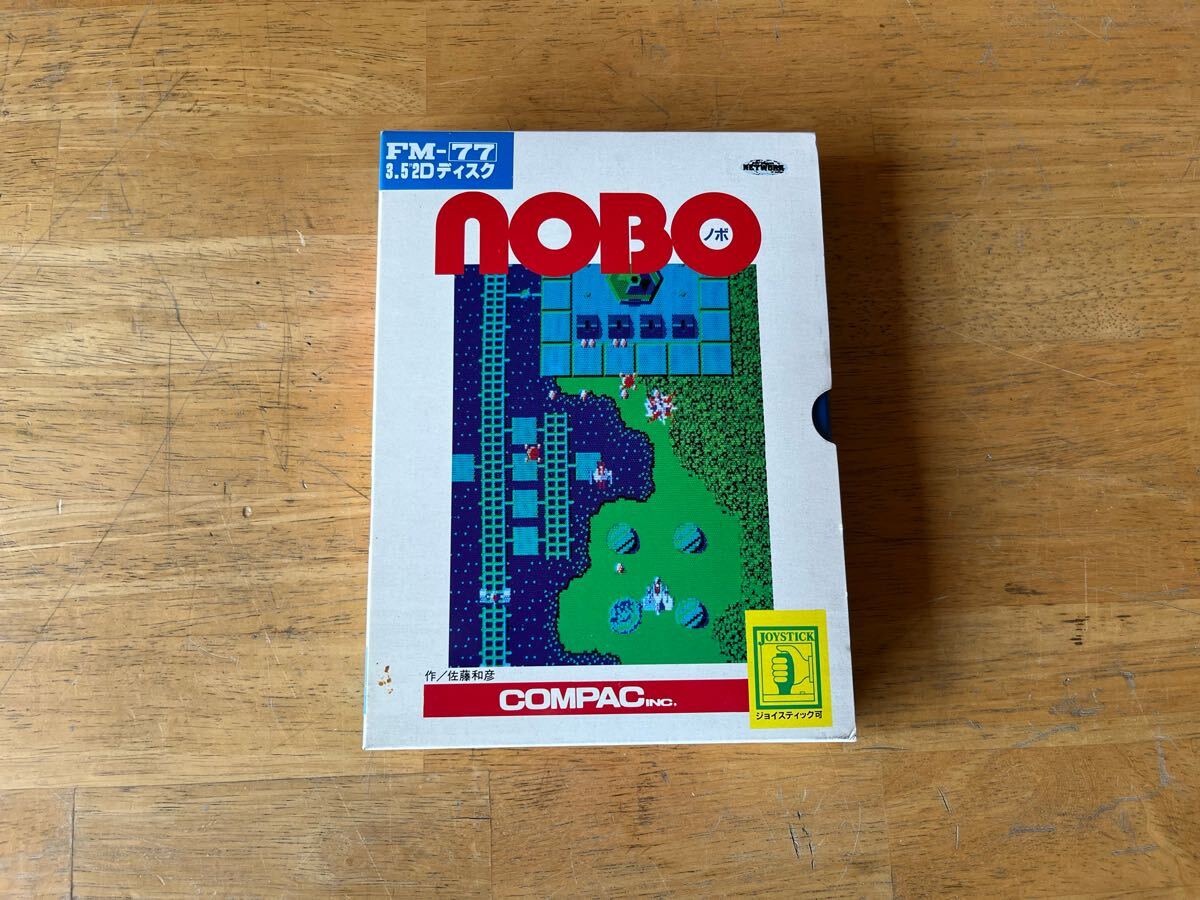 FM-77
3.5"2Dディスク
NETWORK
NOBO
ノボ
作／佐藤和彦
COMPAC INC.
JOYSTICK
ジョイスティック可